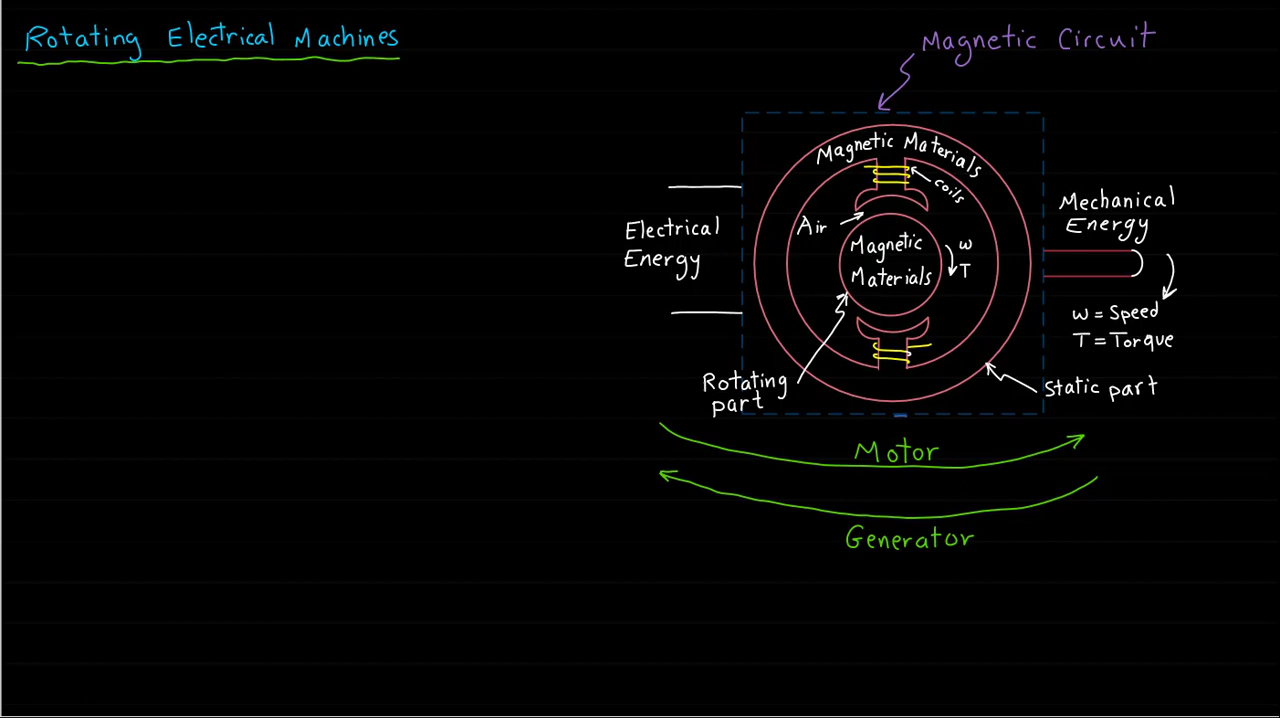 Rotating Electrical Machines
Magnetic Circuit
Magnetic Materials
coils
Air
Magnetic
Materials
w
T
Electrical
Energy
Mechanical
Energy
w = Speed
T = Torque
Rotating
part
Static part
Motor
Generator